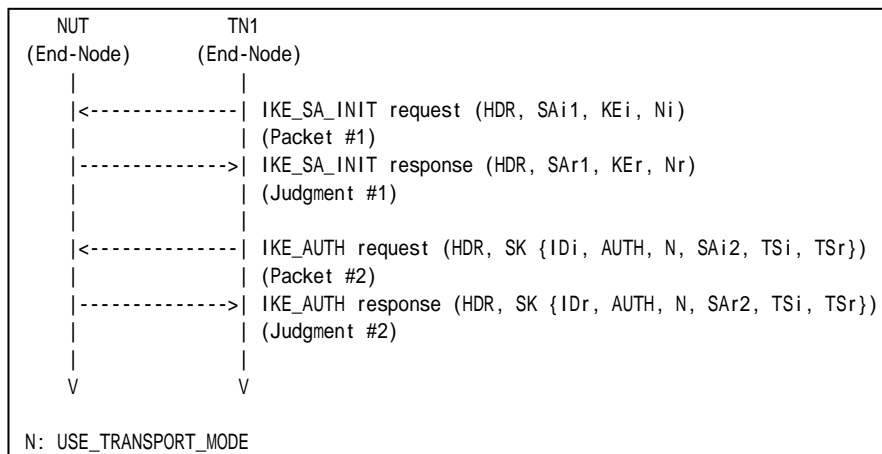 NUT TN1
(End-Node) (End-Node)
| |
|<--------------| IKE_SA_INIT request (HDR, SAi1, KEi, Ni)
| | (Packet #1)
|-------------->| IKE_SA_INIT response (HDR, SAr1, KEr, Nr)
| | (Judgment #1)
| |
|<--------------| IKE_AUTH request (HDR, SK {IDi, AUTH, N, SAi2, TSi, TSr})
| | (Packet #2)
|-------------->| IKE_AUTH response (HDR, SK {IDr, AUTH, N, SAr2, TSi, TSr})
| | (Judgment #2)
| |
V V
N: USE_TRANSPORT_MODE